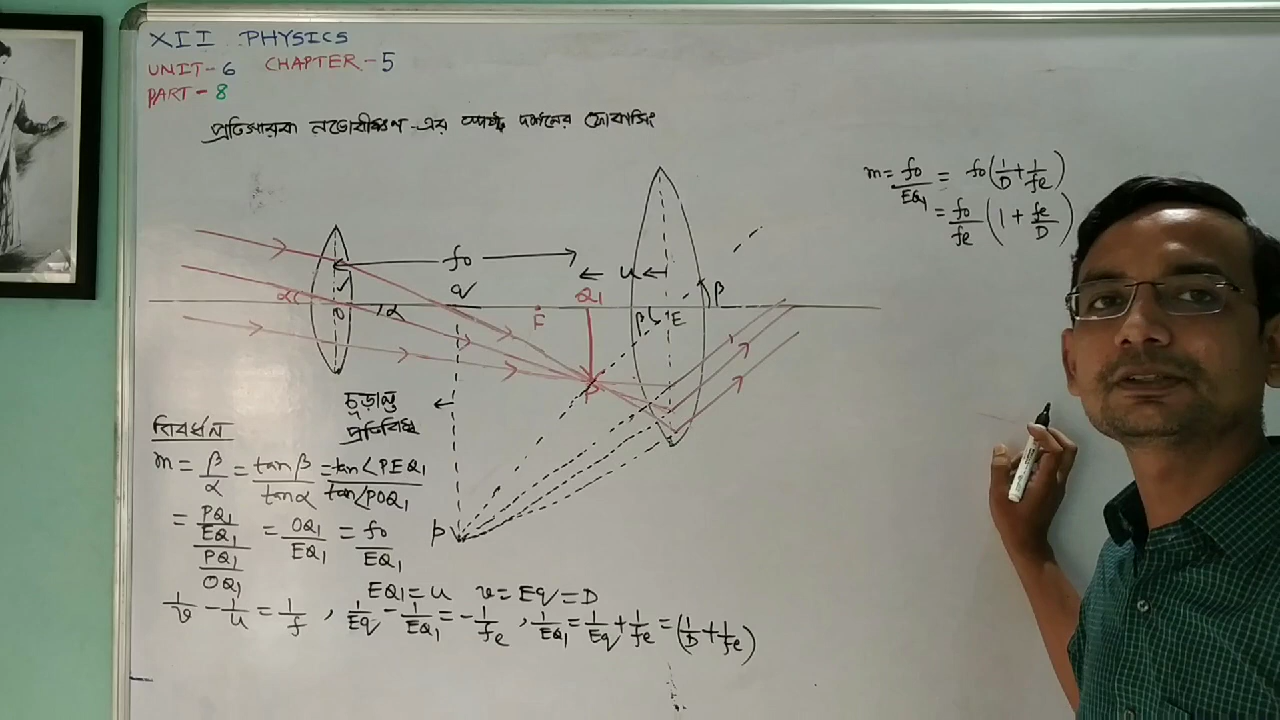 XII PHYSICS
UNIT-6 CHAPTER-5
PART-8
প্রতিসারক নভোবীক্ষণ-এর স্পষ্ট দর্শনের ফোকাসিং
m = fo/EQ1 = fo(1/D + 1/fe)
= fo/fe (1 + fe/D)
fo
u
q
Q1
β
α
O
α
F
β
E
P
চূড়ান্ত
প্রতিবিম্ব
p
বিবর্ধন
m = β/α = tanβ/tanα = tan∠PEQ1/tan∠POQ1
= PQ1/EQ1 / PQ1/OQ1 = OQ1/EQ1 = fo/EQ1
EQ1 = u v = Eq = D
1/v - 1/u = 1/f , 1/Eq - 1/EQ1 = -1/fe , 1/EQ1 = 1/Eq + 1/fe = (1/D + 1/fe)